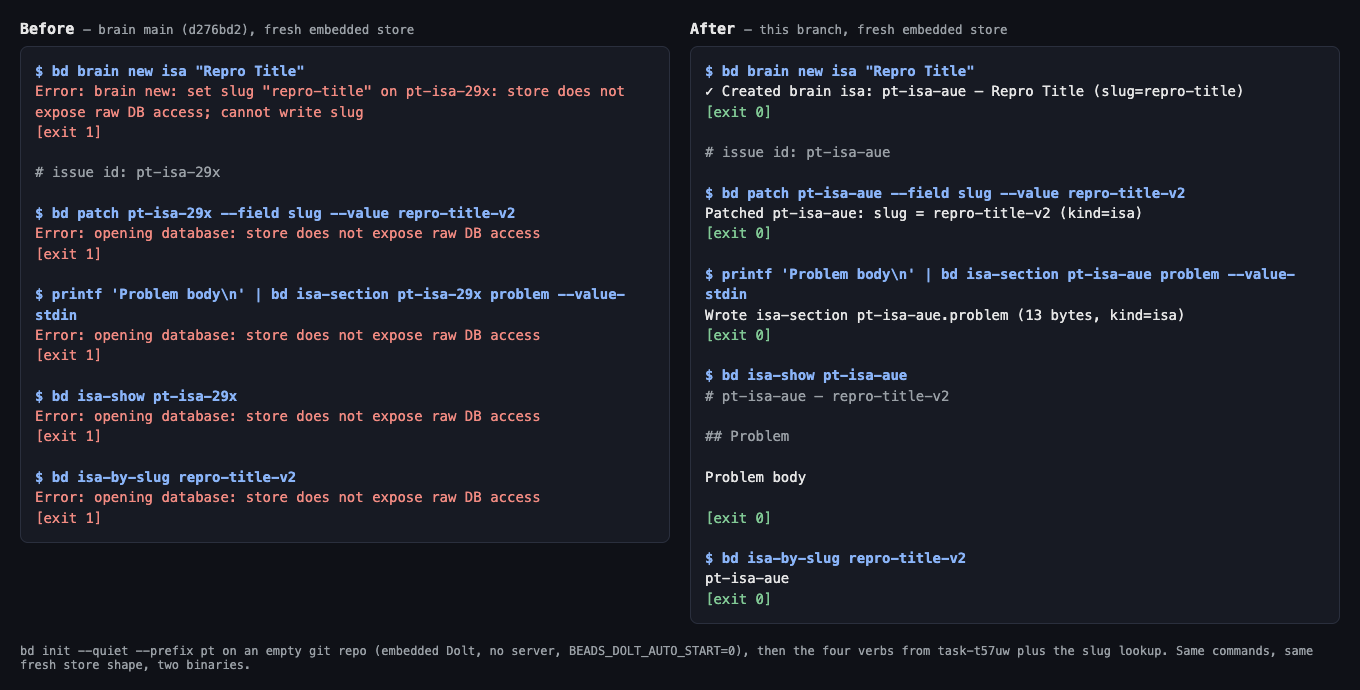 Before — brain main (d276bd2), fresh embedded store
$ bd brain new isa "Repro Title"
Error: brain new: set slug "repro-title" on pt-isa-29x: store does not
expose raw DB access; cannot write slug
[exit 1]
# issue id: pt-isa-29x
$ bd patch pt-isa-29x --field slug --value repro-title-v2
Error: opening database: store does not expose raw DB access
[exit 1]
$ printf 'Problem body\n' | bd isa-section pt-isa-29x problem --value-
stdin
Error: opening database: store does not expose raw DB access
[exit 1]
$ bd isa-show pt-isa-29x
Error: opening database: store does not expose raw DB access
[exit 1]
$ bd isa-by-slug repro-title-v2
Error: opening database: store does not expose raw DB access
[exit 1]
After — this branch, fresh embedded store
$ bd brain new isa "Repro Title"
✓ Created brain isa: pt-isa-aue — Repro Title (slug=repro-title)
[exit 0]
# issue id: pt-isa-aue
$ bd patch pt-isa-aue --field slug --value repro-title-v2
Patched pt-isa-aue: slug = repro-title-v2 (kind=isa)
[exit 0]
$ printf 'Problem body\n' | bd isa-section pt-isa-aue problem --value-
stdin
Wrote isa-section pt-isa-aue.problem (13 bytes, kind=isa)
[exit 0]
$ bd isa-show pt-isa-aue
# pt-isa-aue — repro-title-v2
## Problem
Problem body
[exit 0]
$ bd isa-by-slug repro-title-v2
pt-isa-aue
[exit 0]
bd init --quiet --prefix pt on an empty git repo (embedded Dolt, no server, BEADS_DOLT_AUTO_START=0), then the four verbs from task-t57uw plus the slug lookup. Same commands, same
fresh store shape, two binaries.